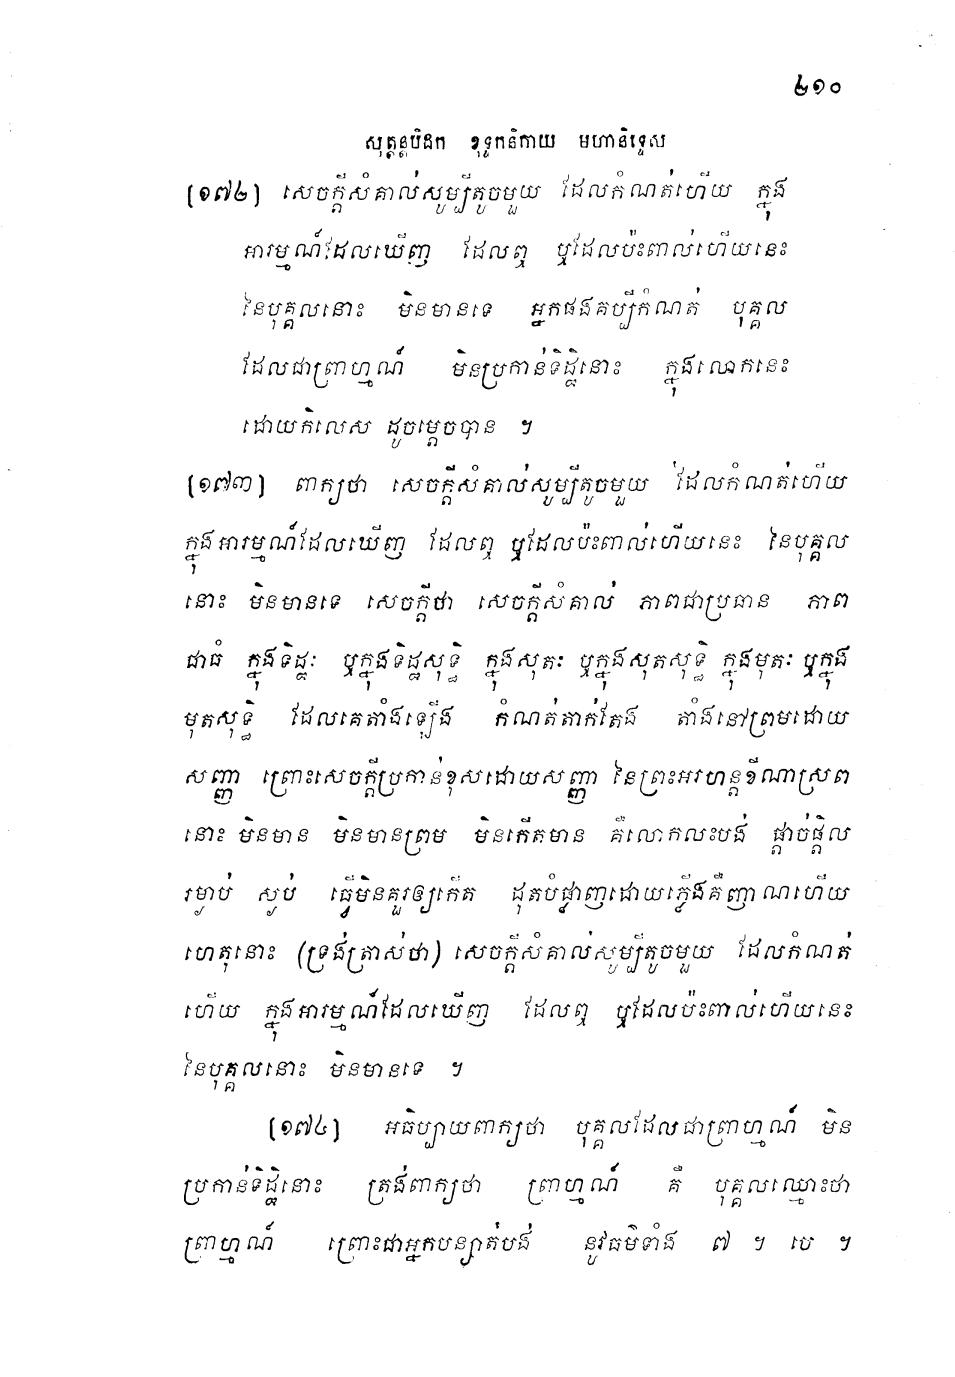 ២១០
សុត្តន្តបិដក ខុទ្ទកនិកាយ មហានិទ្ទេស
(១៧២) សេចក្តីសំគាល់សូម្បីតូចមួយ ដែលកំណត់ហើយ ក្នុង
អារម្មណ៍ដែលឃើញ ដែលឮ ឬដែលប៉ះពាល់ហើយនេះ
នៃបុគ្គលនោះ មិនមានទេ អ្នកផងគប្បីកំណត់ បុគ្គល
ដែលជាព្រាហ្មណ៍ មិនប្រកាន់ទិដ្ឋិនោះ ក្នុងលោកនេះ
ដោយកិលេស ដូចម្តេចបាន ។
(១៧៣) ពាក្យថា សេចក្តីសំគាល់សូម្បីតូចមួយ ដែលកំណត់ហើយ
ក្នុងអារម្មណ៍ដែលឃើញ ដែលឮ ឬដែលប៉ះពាល់ហើយនេះ នៃបុគ្គល
នោះ មិនមានទេ សេចក្តីថា សេចក្តីសំគាល់ ភាពជាប្រធាន ភាព
ជាធំ ក្នុងទិដ្ឋៈ ឬក្នុងទិដ្ឋសុទ្ធិ ក្នុងសុតៈ ឬក្នុងសុតសុទ្ធិ ក្នុងមុតៈ ឬក្នុង
មុតសុទ្ធិ ដែលគេតាំងឡើង កំណត់តាក់តែង តាំងនៅព្រមដោយ
សញ្ញា ព្រោះសេចក្តីប្រកាន់ខុសដោយសញ្ញា នៃព្រះអរហន្តខីណាស្រព
នោះ មិនមាន មិនមានព្រម មិនកើតមាន គឺលោកលះបង់ ផ្តាច់ផ្តិល
រម្ងាប់ ស្ងប់ ធ្វើមិនគួរឲ្យកើត ដុតបំផ្លាញដោយភ្លើងគឺញាណហើយ
ហេតុនោះ (ទ្រង់ត្រាស់ថា) សេចក្តីសំគាល់សូម្បីតូចមួយ ដែលកំណត់
ហើយ ក្នុងអារម្មណ៍ដែលឃើញ ដែលឮ ឬដែលប៉ះពាល់ហើយនេះ
នៃបុគ្គលនោះ មិនមានទេ ។
(១៧៤) អធិប្បាយពាក្យថា បុគ្គលដែលជាព្រាហ្មណ៍ មិន
ប្រកាន់ទិដ្ឋិនោះ ត្រង់ពាក្យថា ព្រាហ្មណ៍ គឺ បុគ្គលឈ្មោះថា
ព្រាហ្មណ៍ ព្រោះជាអ្នកបន្សាត់បង់ នូវធម៌ទាំង ៧ ។ បេ ។